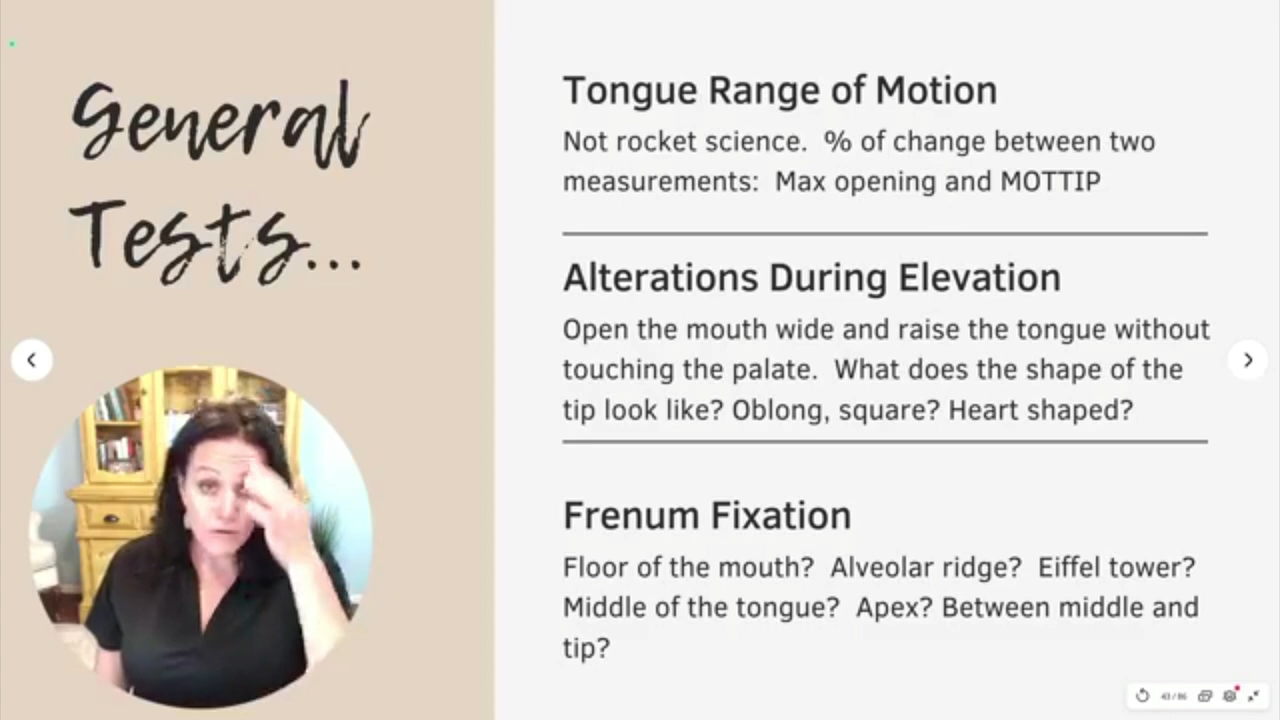 General
Tests...
Tongue Range of Motion
Not rocket science.  % of change between two
measurements:  Max opening and MOTTIP
Alterations During Elevation
Open the mouth wide and raise the tongue without
touching the palate.  What does the shape of the
tip look like? Oblong, square? Heart shaped?
Frenum Fixation
Floor of the mouth?  Alveolar ridge?  Eiffel tower?
Middle of the tongue?  Apex? Between middle and
tip?
43 / 86